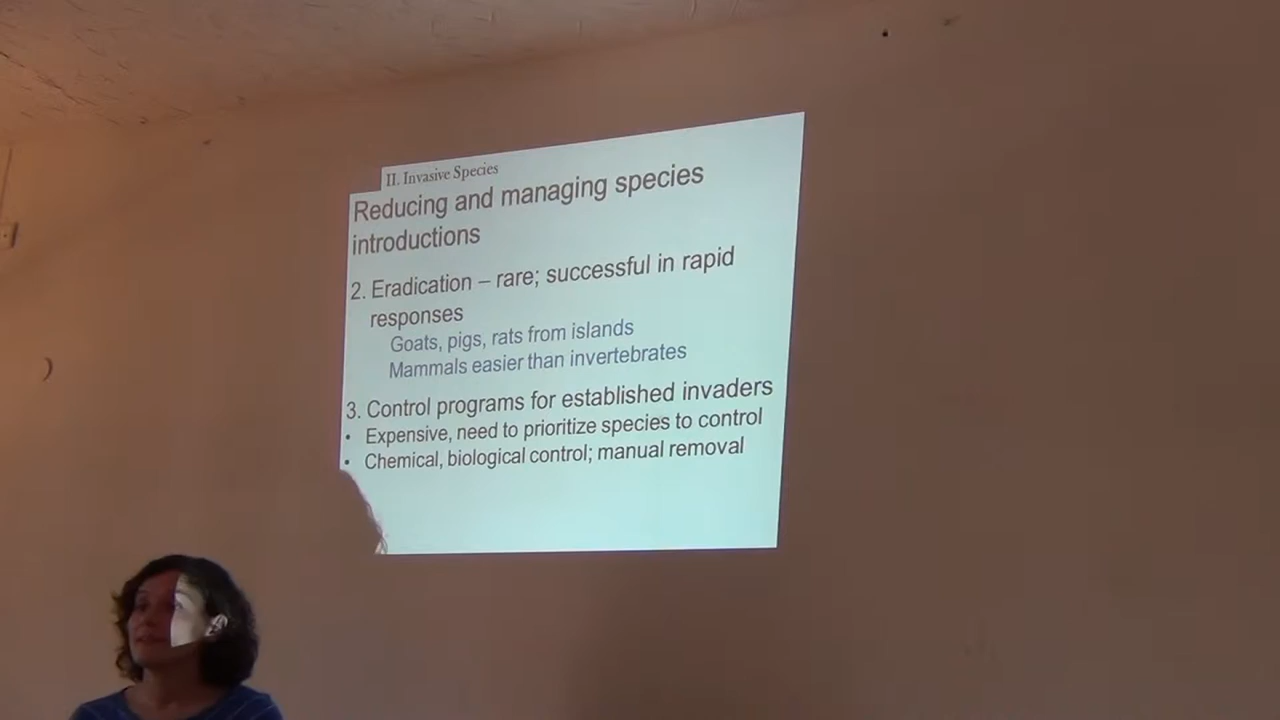 II. Invasive Species
Reducing and managing species
introductions
2. Eradication – rare; successful in rapid
responses
Goats, pigs, rats from islands
Mammals easier than invertebrates
3. Control programs for established invaders
• Expensive, need to prioritize species to control
• Chemical, biological control; manual removal